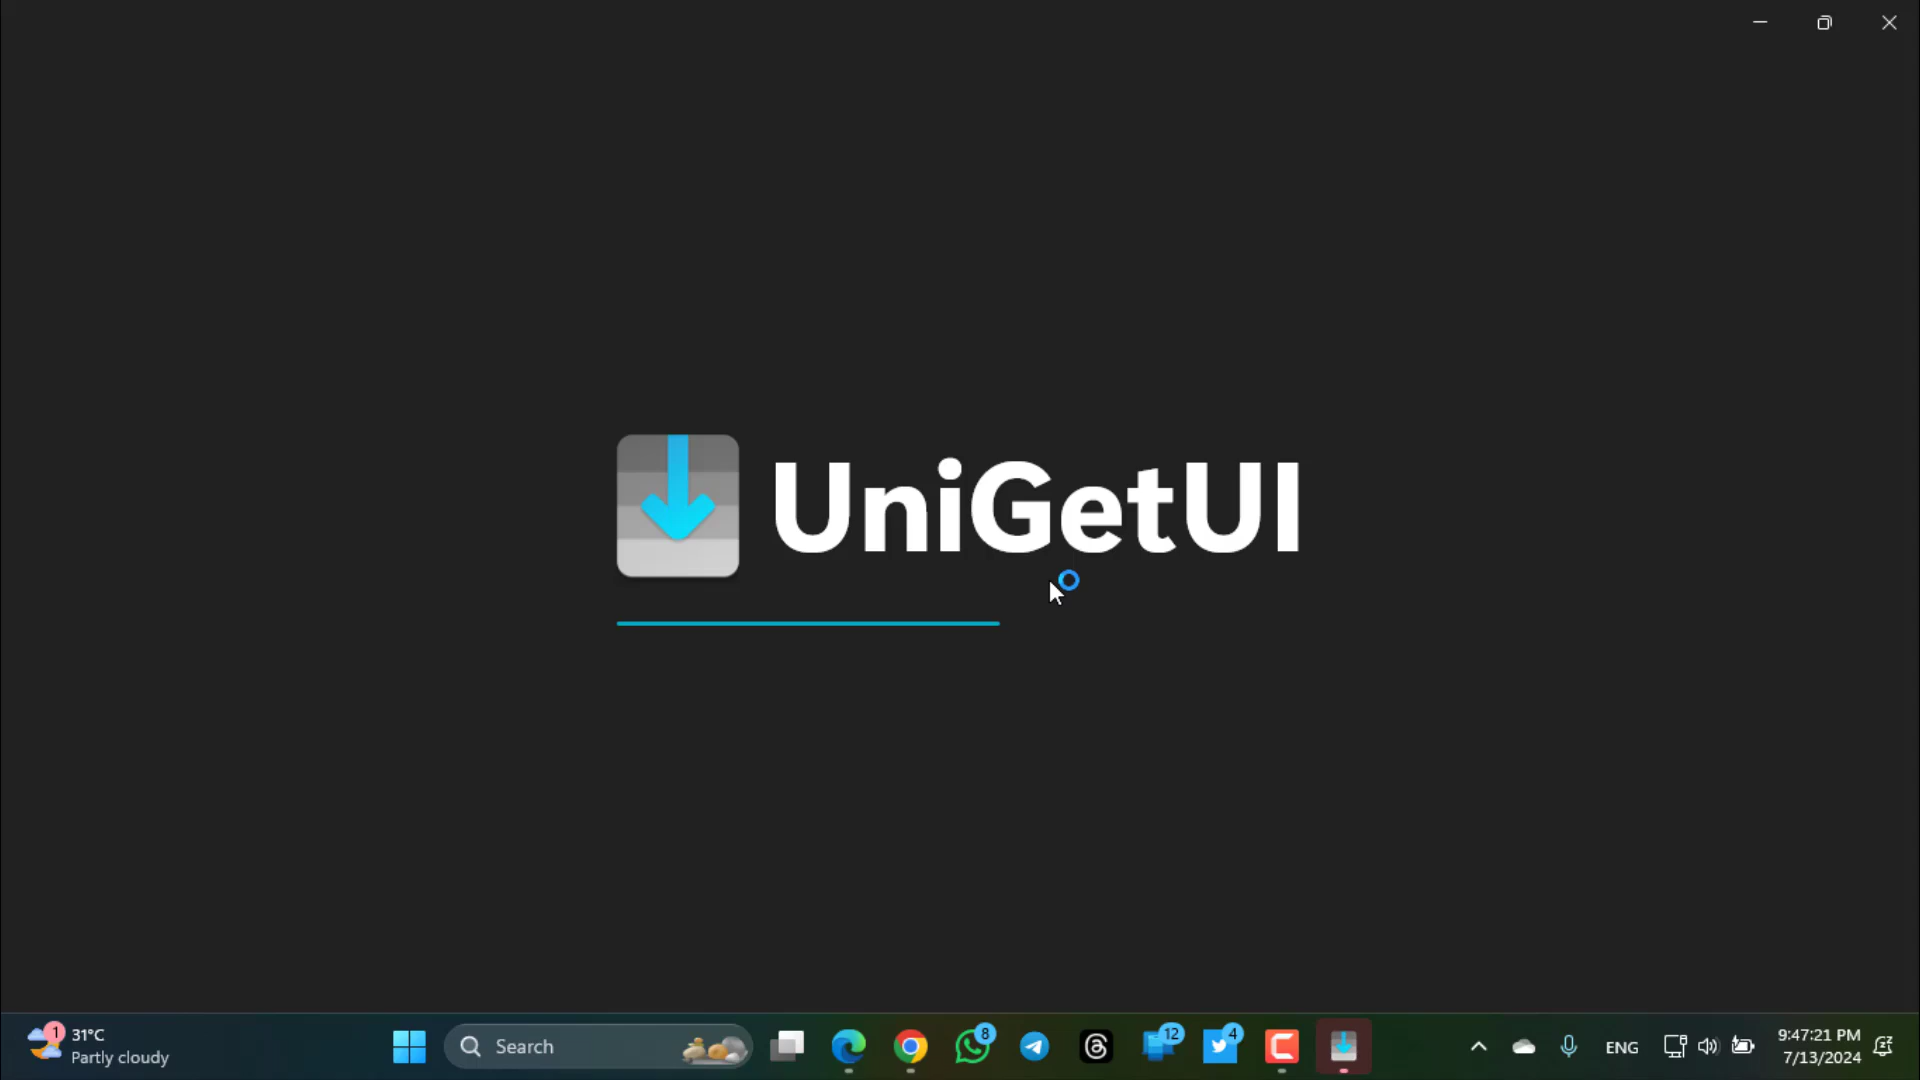 UniGetUI
1
31°C
Partly cloudy
Search
8
12
4
ENG
9:47:21 PM
7/13/2024